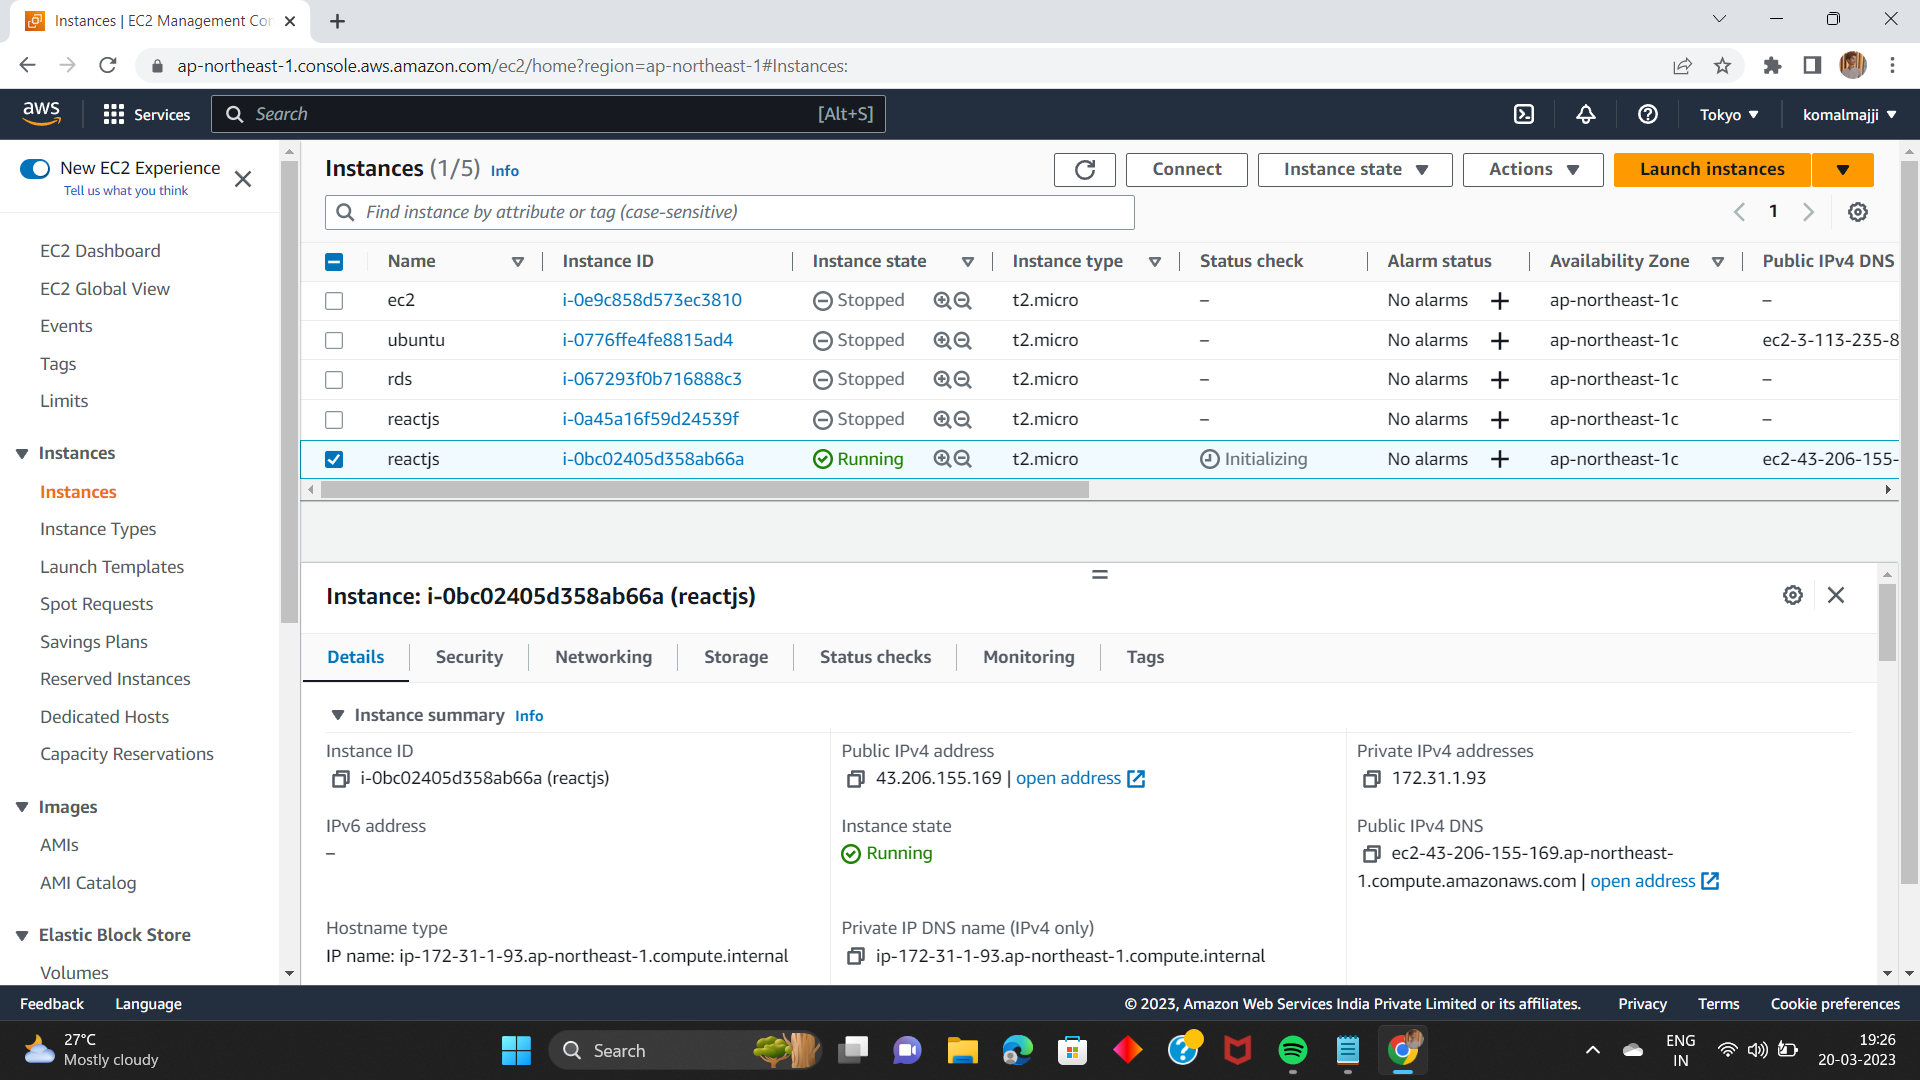 Instances | EC2 Management Con
ap-northeast-1.console.aws.amazon.com/ec2/home?region=ap-northeast-1#Instances:
aws Services Search [Alt+S] Tokyo komalmajji
New EC2 Experience
Tell us what you think
EC2 Dashboard
EC2 Global View
Events
Tags
Limits
Instances
Instances
Instance Types
Launch Templates
Spot Requests
Savings Plans
Reserved Instances
Dedicated Hosts
Capacity Reservations
Images
AMIs
AMI Catalog
Elastic Block Store
Volumes
Instances (1/5) Info Connect Instance state Actions Launch instances
Find instance by attribute or tag (case-sensitive) 1
Name Instance ID Instance state Instance type Status check Alarm status Availability Zone Public IPv4 DNS
ec2 i-0e9c858d573ec3810 Stopped t2.micro – No alarms ap-northeast-1c –
ubuntu i-0776ffe4fe8815ad4 Stopped t2.micro – No alarms ap-northeast-1c ec2-3-113-235-8
rds i-067293f0b716888c3 Stopped t2.micro – No alarms ap-northeast-1c –
reactjs i-0a45a16f59d24539f Stopped t2.micro – No alarms ap-northeast-1c –
reactjs i-0bc02405d358ab66a Running t2.micro Initializing No alarms ap-northeast-1c ec2-43-206-155-
Instance: i-0bc02405d358ab66a (reactjs)
Details Security Networking Storage Status checks Monitoring Tags
Instance summary Info
Instance ID
i-0bc02405d358ab66a (reactjs)
Public IPv4 address
43.206.155.169 | open address
Private IPv4 addresses
172.31.1.93
IPv6 address
–
Instance state
Running
Public IPv4 DNS
ec2-43-206-155-169.ap-northeast-
1.compute.amazonaws.com | open address
Hostname type
IP name: ip-172-31-1-93.ap-northeast-1.compute.internal
Private IP DNS name (IPv4 only)
ip-172-31-1-93.ap-northeast-1.compute.internal
Feedback Language © 2023, Amazon Web Services India Private Limited or its affiliates. Privacy Terms Cookie preferences
27°C
Mostly cloudy
Search
ENG
IN
19:26
20-03-2023